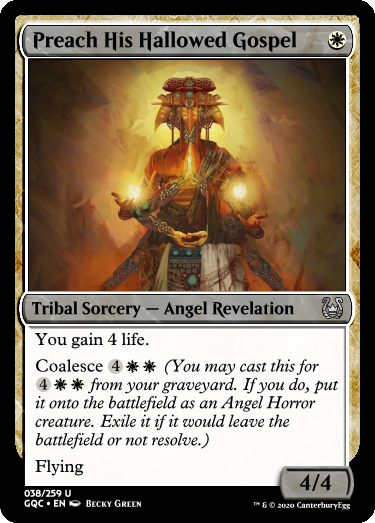 Preach His Hallowed Gospel
Tribal Sorcery — Angel Revelation
You gain 4 life.
Coalesce 4 (You may cast this for
4 from your graveyard. If you do, put
it onto the battlefield as an Angel Horror
creature. Exile it if it would leave the
battlefield or not resolve.)
Flying
4/4
038/259 U
GQC • EN Becky Green
™ & © 2020 CanterburyEgg